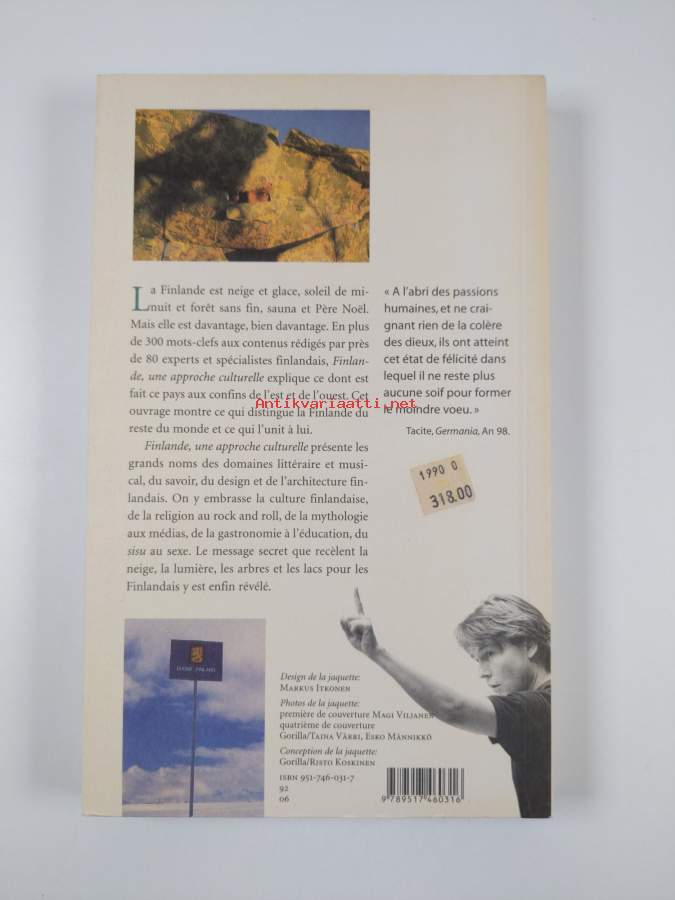 La Finlande est neige et glace, soleil de mi-
nuit et forêt sans fin, sauna et Père Noël.
Mais elle est davantage, bien davantage. En plus
de 300 mots-clefs aux contenus rédigés par près
de 80 experts et spécialistes finlandais, Finlan-
de, une approche culturelle explique ce dont est
fait ce pays aux confins de l'est et de l'ouest. Cet
ouvrage montre ce qui distingue la Finlande du
reste du monde et ce qui l'unit à lui.
Finlande, une approche culturelle présente les
grands noms des domaines littéraire et musi-
cal, du savoir, du design et de l'architecture fin-
landais. On y embrasse la culture finlandaise,
de la religion au rock and roll, de la mythologie
aux médias, de la gastronomie à l'éducation, du
sisu au sexe. Le message secret que recèlent la
neige, la lumière, les arbres et les lacs pour les
Finlandais y est enfin révélé.
« A l'abri des passions
humaines, et ne crai-
gnant rien de la colère
des dieux, ils ont atteint
cet état de félicité dans
lequel il ne reste plus
aucune soif pour former
le moindre voeu. »
Tacite, Germania, An 98.
Antikvariaatti.net
1990 0
318.00
SUOMI FINLAND
Design de la jaquette:
Markus Itkonen
Photos de la jaquette:
première de couverture Magi Viljanen
quatrième de couverture
Gorilla/Taina Värri, Esko Männikkö
Conception de la jaquette:
Gorilla/Risto Koskinen
ISBN 951-746-031-7
92
06
9 789517 460316